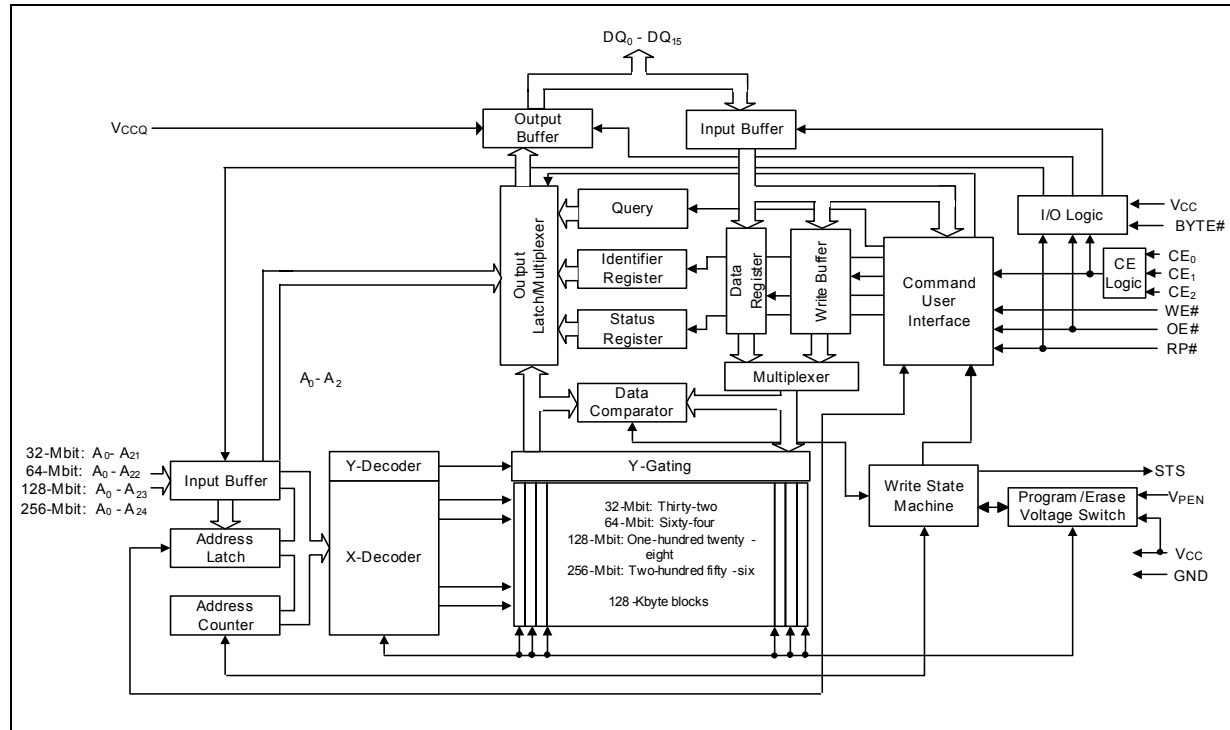 DQ0 - DQ15
VCCQ
Output
Buffer
Input Buffer
Output
Latch/Multiplexer
Query
Identifier
Register
Status
Register
Data
Register
Write Buffer
Command
User
Interface
I/O Logic
VCC
BYTE#
CE
Logic
CE0
CE1
CE2
WE#
OE#
RP#
Multiplexer
A0- A2
Data
Comparator
32-Mbit: A0- A21
64-Mbit: A0 - A22
128-Mbit: A0 - A23
256-Mbit: A0 - A24
Input Buffer
Y-Decoder
Y-Gating
Write State
Machine
STS
Program /Erase
Voltage Switch
VPEN
Address
Latch
X-Decoder
32-Mbit: Thirty-two
64-Mbit: Sixty-four
128-Mbit: One-hundred twenty -
eight
256-Mbit: Two-hundred fifty -six
128 -Kbyte blocks
VCC
GND
Address
Counter